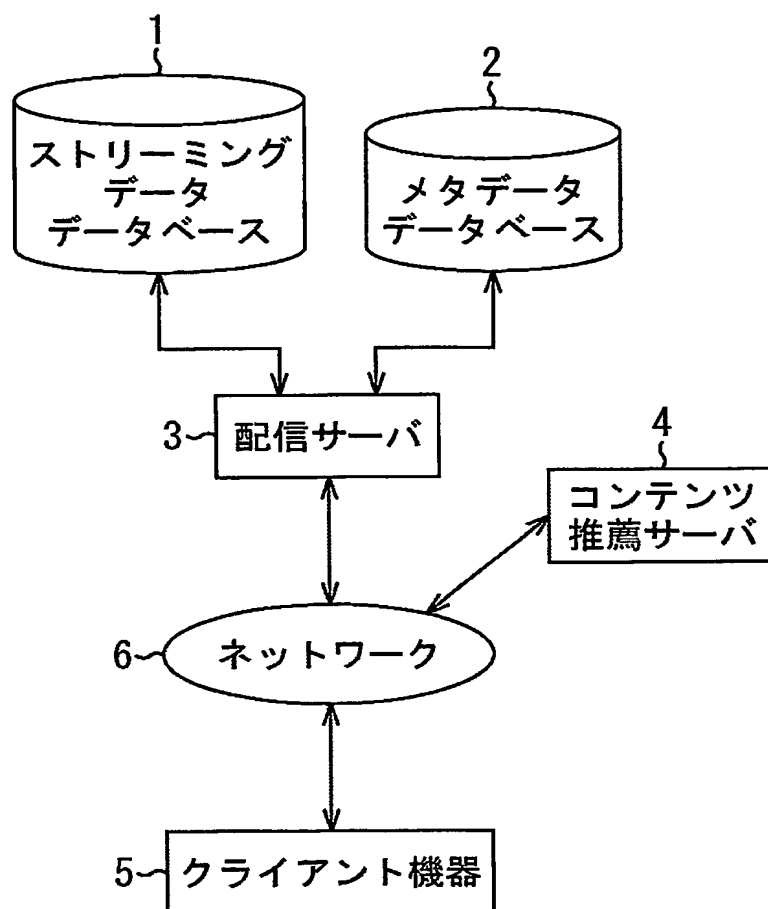 1
ストリーミング
データ
データベース
2
メタデータ
データベース
3
配信サーバ
4
コンテンツ
推薦サーバ
6
ネットワーク
5
クライアント機器